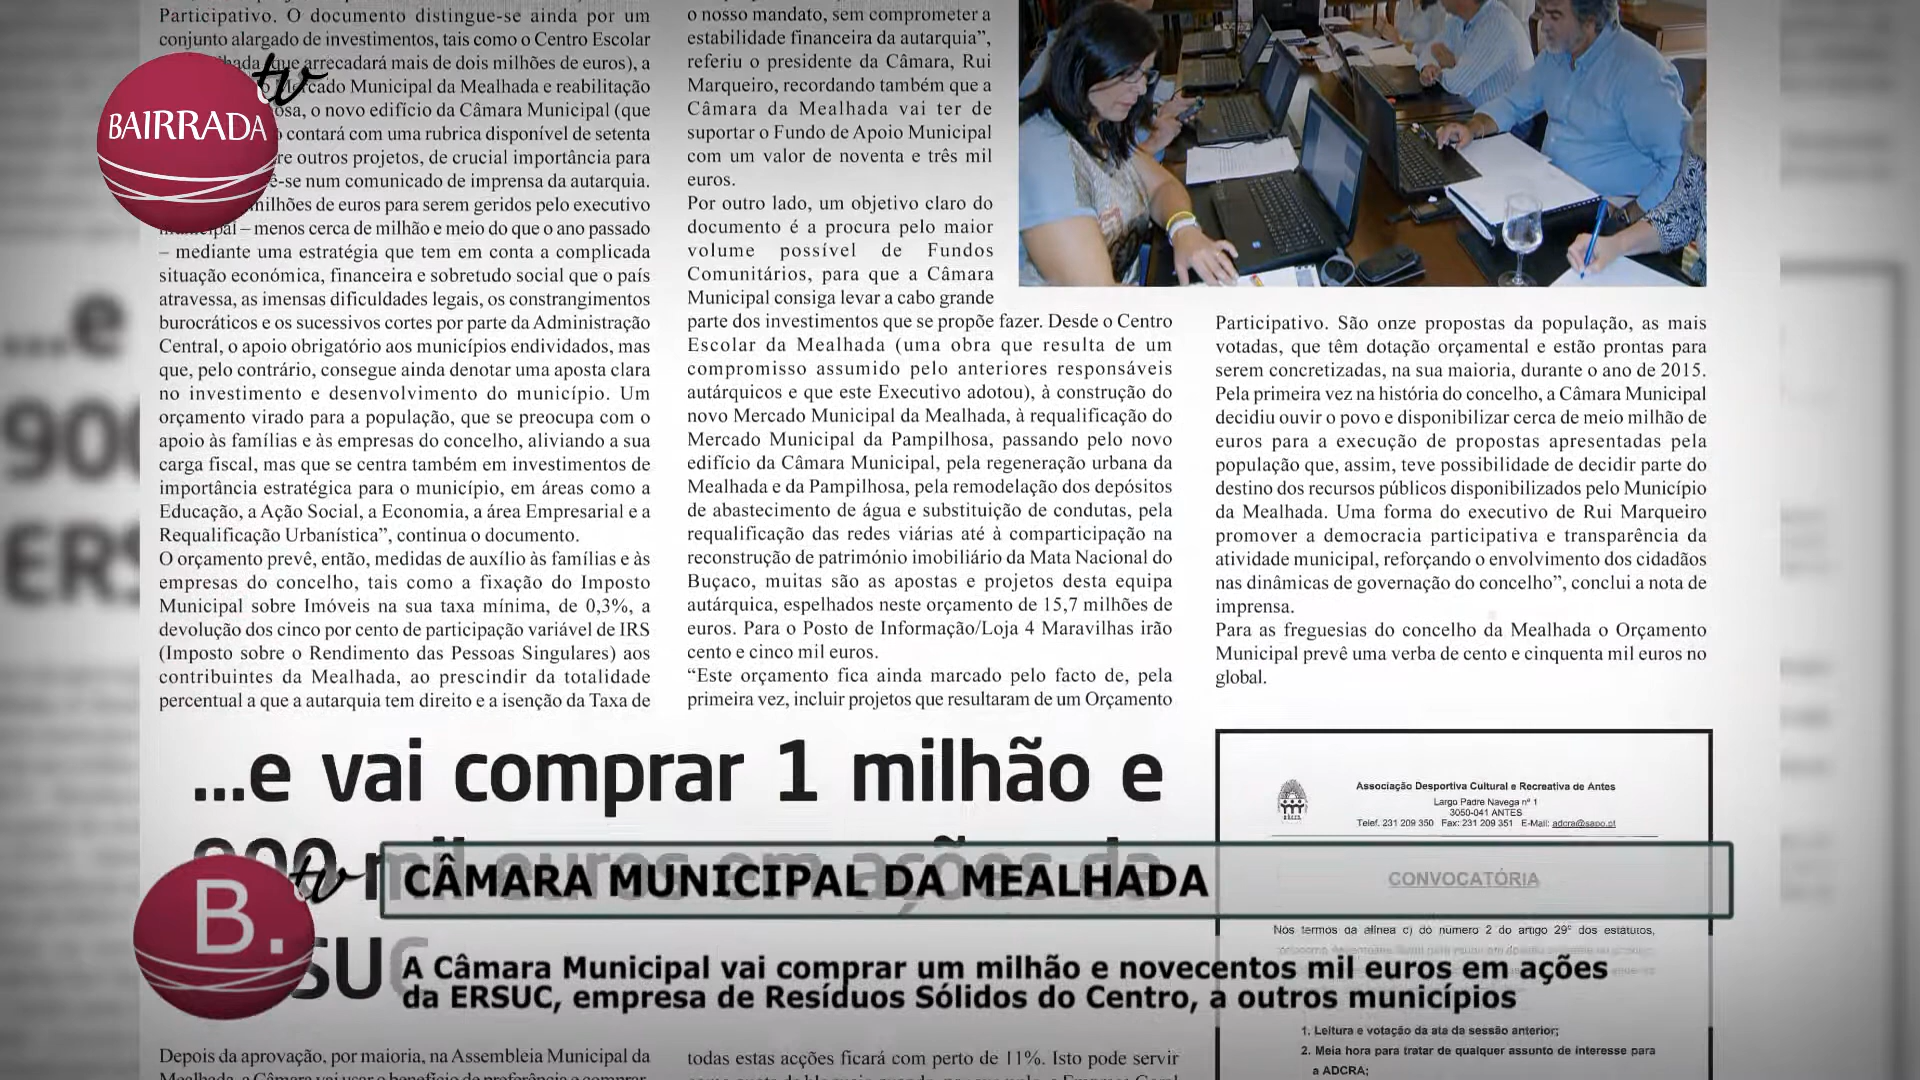 Participativo. O documento distingue-se ainda por um
conjunto alargado de investimentos, tais como o Centro Escolar
que arrecadará mais de dois milhões de euros), a
Mercado Municipal da Mealhada e reabilitação
o novo edifício da Câmara Municipal (que
contará com uma rubrica disponível de setenta
outros projetos, de crucial importância para
num comunicado de imprensa da autarquia.
milhões de euros para serem geridos pelo executivo
– menos cerca de milhão e meio do que o ano passado
– mediante uma estratégia que tem em conta a complicada
situação económica, financeira e sobretudo social que o país
atravessa, as imensas dificuldades legais, os constrangimentos
burocráticos e os sucessivos cortes por parte da Administração
Central, o apoio obrigatório aos municípios endividados, mas
que, pelo contrário, consegue ainda denotar uma aposta clara
no investimento e desenvolvimento do município. Um
orçamento virado para a população, que se preocupa com o
apoio às famílias e às empresas do concelho, aliviando a sua
carga fiscal, mas que se centra também em investimentos de
importância estratégica para o município, em áreas como a
Educação, a Ação Social, a Economia, a área Empresarial e a
Requalificação Urbanística”, continua o documento.
O orçamento prevê, então, medidas de auxílio às famílias e às
empresas do concelho, tais como a fixação do Imposto
Municipal sobre Imóveis na sua taxa mínima, de 0,3%, a
devolução dos cinco por cento de participação variável de IRS
(Imposto sobre o Rendimento das Pessoas Singulares) aos
contribuintes da Mealhada, ao prescindir da totalidade
percentual a que a autarquia tem direito e a isenção da Taxa de
o nosso mandato, sem comprometer a
estabilidade financeira da autarquia”,
referiu o presidente da Câmara, Rui
Marqueiro, recordando também que a
Câmara da Mealhada vai ter de
suportar o Fundo de Apoio Municipal
com um valor de noventa e três mil
euros.
Por outro lado, um objetivo claro do
documento é a procura pelo maior
volume possível de Fundos
Comunitários, para que a Câmara
Municipal consiga levar a cabo grande
parte dos investimentos que se propõe fazer. Desde o Centro
Escolar da Mealhada (uma obra que resulta de um
compromisso assumido pelo anteriores responsáveis
autárquicos e que este Executivo adotou), à construção do
novo Mercado Municipal da Mealhada, à requalificação do
Mercado Municipal da Pampilhosa, passando pelo novo
edifício da Câmara Municipal, pela regeneração urbana da
Mealhada e da Pampilhosa, pela remodelação dos depósitos
de abastecimento de água e substituição de condutas, pela
requalificação das redes viárias até à comparticipação na
reconstrução de património imobiliário da Mata Nacional do
Buçaco, muitas são as apostas e projetos desta equipa
autárquica, espelhados neste orçamento de 15,7 milhões de
euros. Para o Posto de Informação/Loja 4 Maravilhas irão
cento e cinco mil euros.
“Este orçamento fica ainda marcado pelo facto de, pela
primeira vez, incluir projetos que resultaram de um Orçamento
Participativo. São onze propostas da população, as mais
votadas, que têm dotação orçamental e estão prontas para
serem concretizadas, na sua maioria, durante o ano de 2015.
Pela primeira vez na história do concelho, a Câmara Municipal
decidiu ouvir o povo e disponibilizar cerca de meio milhão de
euros para a execução de propostas apresentadas pela
população que, assim, teve possibilidade de decidir parte do
destino dos recursos públicos disponibilizados pelo Município
da Mealhada. Uma forma do executivo de Rui Marqueiro
promover a democracia participativa e transparência da
atividade municipal, reforçando o envolvimento dos cidadãos
nas dinâmicas de governação do concelho”, conclui a nota de
imprensa.
Para as freguesias do concelho da Mealhada o Orçamento
Municipal prevê uma verba de cento e cinquenta mil euros no
global.
BAIRRADA tv
...e vai comprar 1 milhão e
900 mil euros em ações da
Associação Desportiva Cultural e Recreativa de Antes
Largo Padre Navega nº 1
3050-041 ANTES
Telef. 231 209 350 Fax: 231 209 351 E-Mail: adcra@sapo.pt
CONVOCATÓRIA
Nos termos da alínea c) do número 2 do artigo 29º dos estatutos,
1. Leitura e votação da ata da sessão anterior;
2. Meia hora para tratar de qualquer assunto de interesse para
a ADCRA;
B. tv
CÂMARA MUNICIPAL DA MEALHADA
A Câmara Municipal vai comprar um milhão e novecentos mil euros em ações
da ERSUC, empresa de Resíduos Sólidos do Centro, a outros municípios
Depois da aprovação, por maioria, na Assembleia Municipal da
todas estas acções ficará com perto de 11%. Isto pode servir